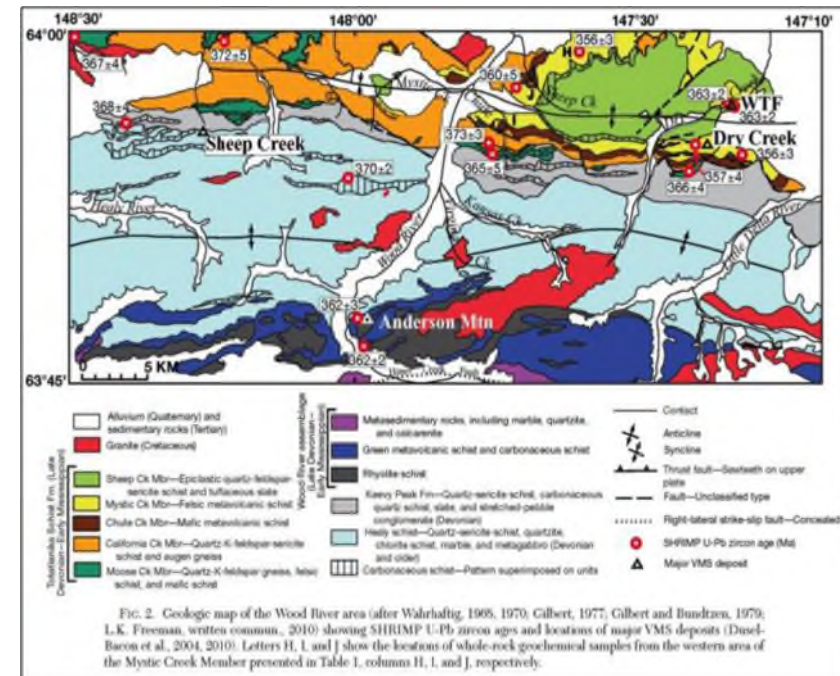 148°30' 148°00' 147°30' 147°10'
64°00'
367±4
372±5
360±5
356±3
H
363±2
WTF
363±2
368±4
Sheep Creek
373±3
365±5
Dry Creek
356±3
357±4
366±4
370±2
Healy River
Wood River
Kansas Ck
Little Delta River
362±3
Anderson Mtn
362±2
63°45'
0 5 KM
Alluvium (Quaternary) and
sedimentary rocks (Tertiary)
Granite (Cretaceous)
Totatlanika Schist Fm. (Late
Devonian–Early Mississippian)
Sheep Ck Mbr—Epiclastic quartz-feldspar-
sericite schist and tuffaceous slate
Mystic Ck Mbr—Felsic metavolcanic schist
Chute Ck Mbr—Mafic metavolcanic schist
California Ck Mbr—Quartz-K-feldspar-sericite
schist and augen gneiss
Moose Ck Mbr—Quartz-K-feldspar gneiss, felsic
schist, and mafic schist
Wood River assemblage
(Late Devonian–
Early Mississippian)
Metasedimentary rocks, including marble, quartzite,
and calcarenite
Green metavolcanic schist and carbonaceous schist
Rhyolite schist
Keevy Peak Fm—Quartz-sericite schist, carbonaceous
quartz schist, slate, and stretched-pebble
conglomerate (Devonian)
Healy schist—Quartz-sericite schist, quartzite,
chlorite schist, marble, and metagabbro (Devonian
and older)
Carbonaceous schist—Pattern superimposed on units
Contact
Anticline
Syncline
Thrust fault—Sawteeth on upper
plate
Fault—Unclassified type
Right-lateral strike-slip fault—Concealed
SHRIMP U-Pb zircon age (Ma)
Major VMS deposit
FIG. 2. Geologic map of the Wood River area (after Wahrhaftig, 1968, 1970; Gilbert, 1977; Gilbert and Bundtzen, 1979;
L.K. Freeman, written commun., 2010) showing SHRIMP U-Pb zircon ages and locations of major VMS deposits (Dusel-
Bacon et al., 2004, 2010). Letters H, I, and J show the locations of whole-rock geochemical samples from the western area of
the Mystic Creek Member presented in Table 1, columns H, I, and J, respectively.